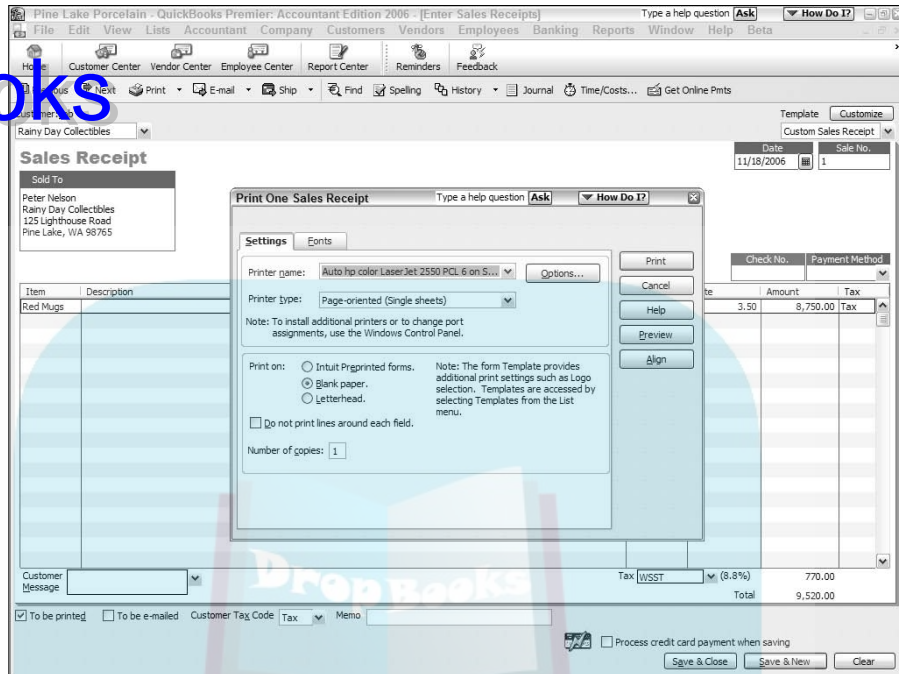 Pine Lake Porcelain - QuickBooks Premier: Accountant Edition 2006 - [Enter Sales Receipts]
Type a help question Ask
How Do I?
File Edit View Lists Accountant Company Customers Vendors Employees Banking Reports Window Help Beta
Customer Center Vendor Center Employee Center Report Center Reminders Feedback
Next Print E-mail Ship Find Spelling History Journal Time/Costs... Get Online Pmts
ooks
Template Customize
Rainy Day Collectibles
Custom Sales Receipt
Sales Receipt
Date Sale No.
11/18/2006 1
Sold To
Peter Nelson
Rainy Day Collectibles
125 Lighthouse Road
Pine Lake, WA 98765
Check No. Payment Method
Item Description Amount Tax
Red Mugs 3.50 8,750.00 Tax
Print One Sales Receipt
Type a help question Ask
How Do I?
Settings Fonts
Printer name: Auto hp color LaserJet 2550 PCL 6 on S... Options...
Printer type: Page-oriented (Single sheets)
Note: To install additional printers or to change port
assignments, use the Windows Control Panel.
Print on: Intuit Preprinted forms.
Blank paper.
Letterhead.
Note: The form Template provides
additional print settings such as Logo
selection. Templates are accessed by
selecting Templates from the List
menu.
Do not print lines around each field.
Number of copies: 1
Print
Cancel
Help
Preview
Align
DropBooks
Customer
Message
Tax WSST (8.8%) 770.00
Total 9,520.00
To be printed To be e-mailed Customer Tax Code Tax Memo
Process credit card payment when saving
Save & Close Save & New Clear